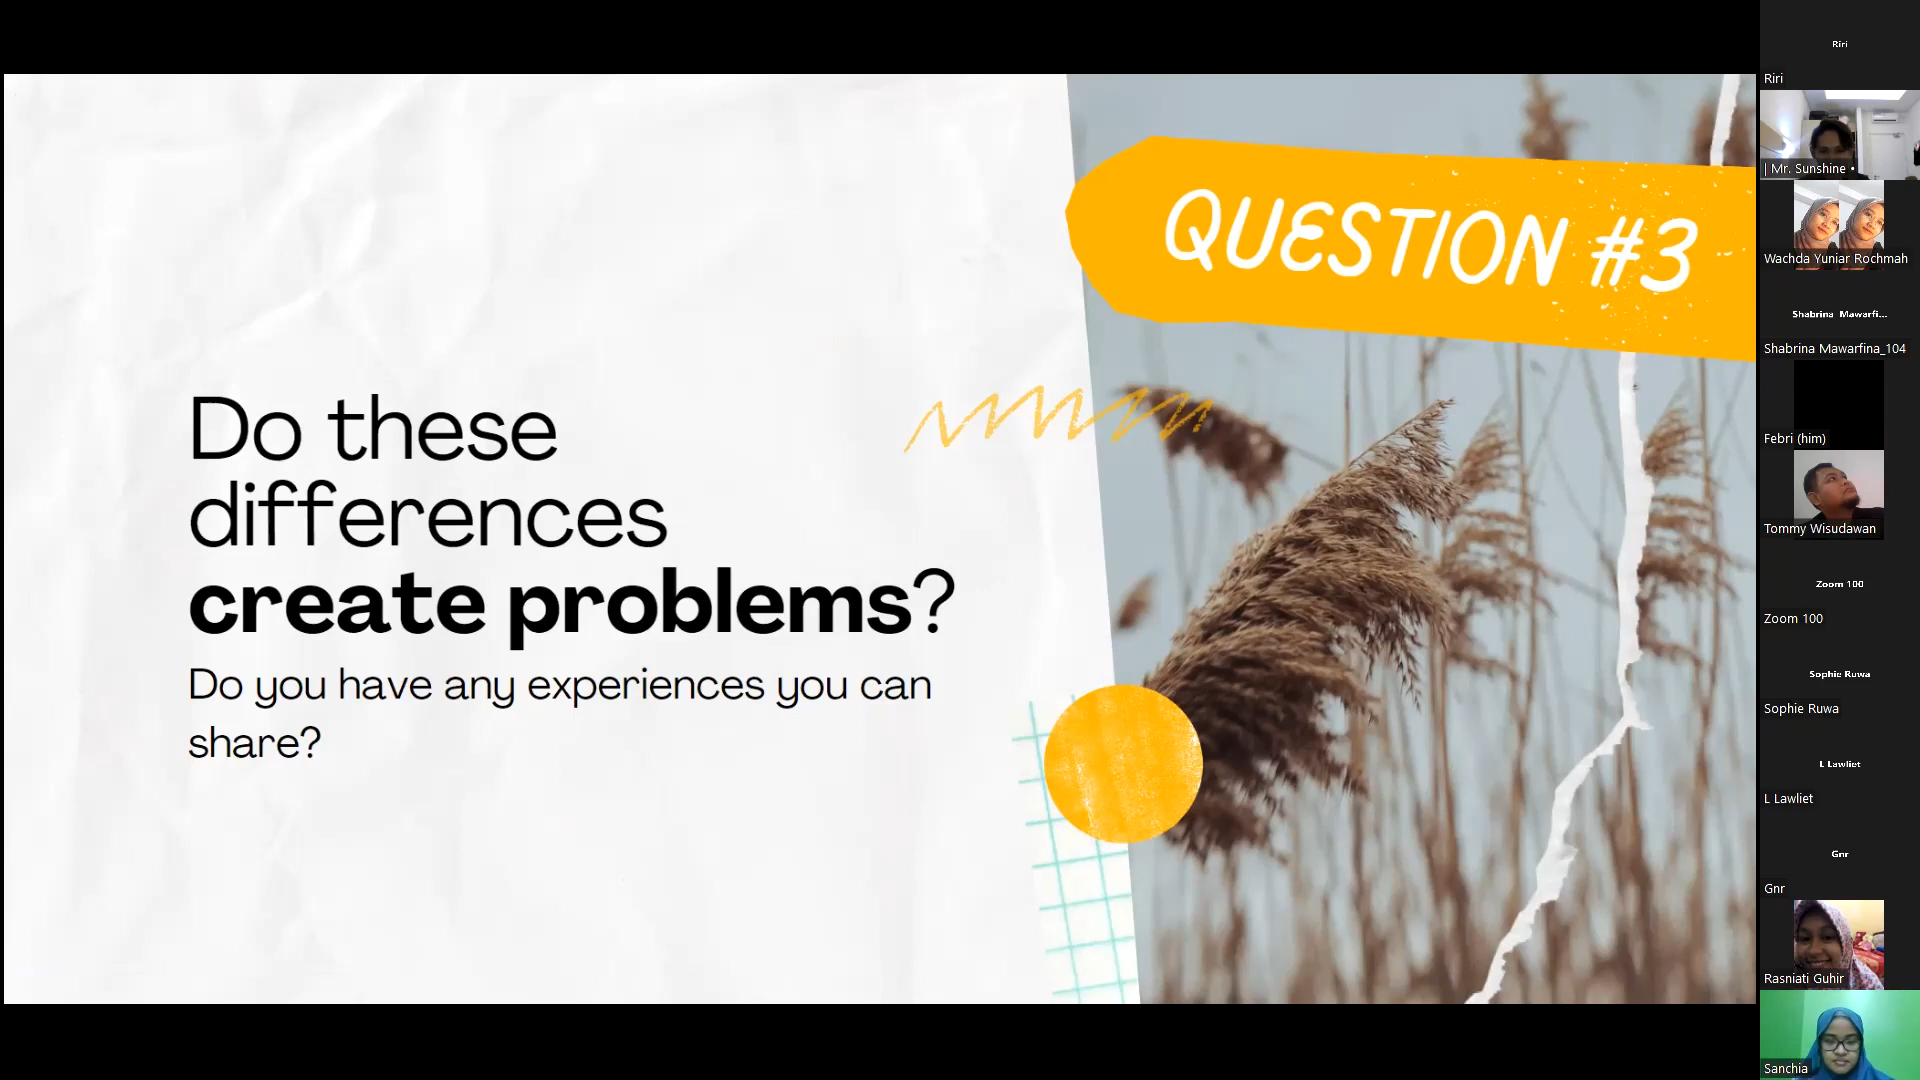 QUESTION #3
Do these
differences
create problems?
Do you have any experiences you can
share?
Riri
Riri
| Mr. Sunshine •
Wachda Yuniar Rochmah
Shabrina Mawarfi...
Shabrina Mawarfina_104
Febri (him)
Tommy Wisudawan
Zoom 100
Zoom 100
Sophie Ruwa
Sophie Ruwa
L Lawliet
L Lawliet
Gnr
Gnr
Rasniati Guhir
Sanchia